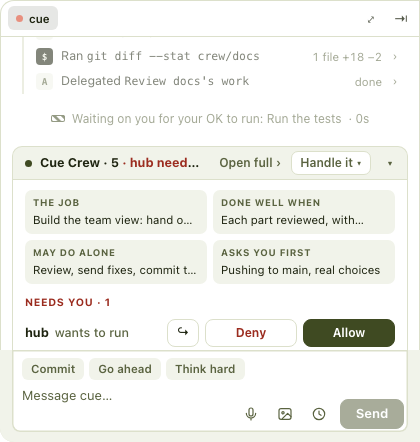 cue
$ Ran git diff --stat crew/docs 1 file +18 −2 ›
A Delegated Review docs's work done ›
Waiting on you for your OK to run: Run the tests · 0s
Cue Crew · 5 · hub need... Open full › Handle it ▾ ▾
THE JOB
Build the team view: hand o...
DONE WELL WHEN
Each part reviewed, with...
MAY DO ALONE
Review, send fixes, commit t...
ASKS YOU FIRST
Pushing to main, real choices
NEEDS YOU · 1
hub wants to run Deny Allow
Commit Go ahead Think hard
Message cue...
Send